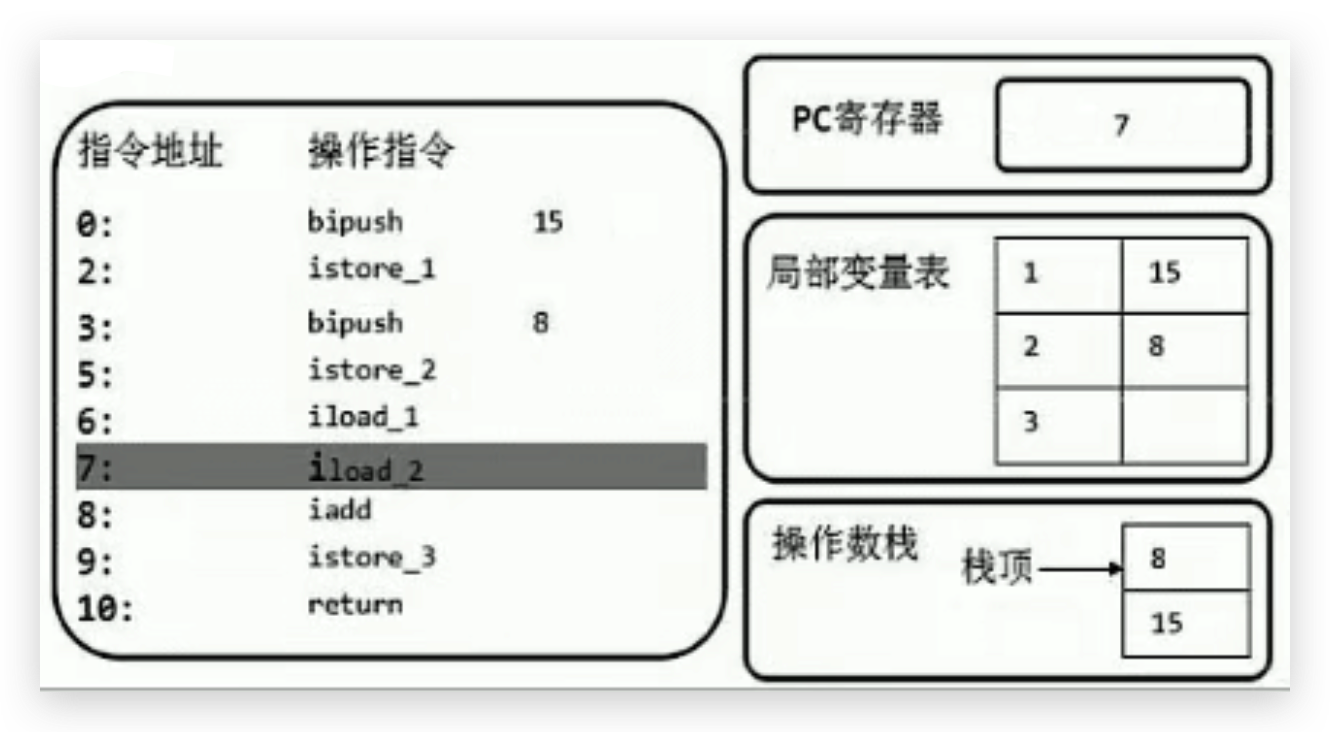 指令地址 操作指令
0: bipush 15
2: istore_1
3: bipush 8
5: istore_2
6: iload_1
7: iload_2
8: iadd
9: istore_3
10: return
PC寄存器 7
局部变量表 1 15
2 8
3
操作数栈 栈顶 8
15